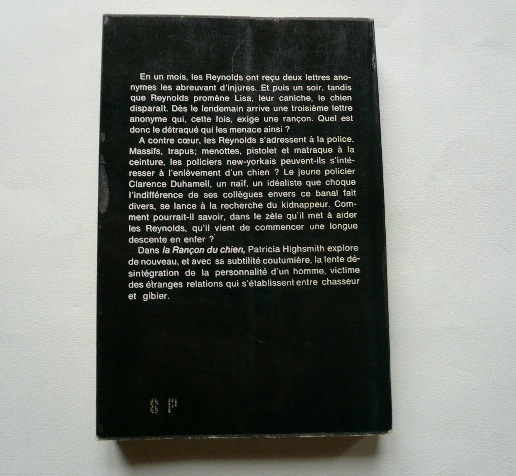 En un mois, les Reynolds ont reçu deux lettres ano-
nymes les abreuvant d'injures. Et puis un soir, tandis
que Reynolds promène Lisa, leur caniche, le chien
disparaît. Dès le lendemain arrive une troisième lettre
anonyme qui, cette fois, exige une rançon. Quel est
donc le détraqué qui les menace ainsi ?
A contre cœur, les Reynolds s'adressent à la police.
Massifs, trapus; menottes, pistolet et matraque à la
ceinture, les policiers new-yorkais peuvent-ils s'inté-
resser à l'enlèvement d'un chien ? Le jeune policier
Clarence Duhamell, un naïf, un idéaliste que choque
l'indifférence de ses collègues envers ce banal fait
divers, se lance à la recherche du kidnappeur. Com-
ment pourrait-il savoir, dans le zèle qu'il met à aider
les Reynolds, qu'il vient de commencer une longue
descente en enfer ?
Dans la Rançon du chien, Patricia Highsmith explore
de nouveau, et avec sa subtilité coutumière, la lente dé-
sintégration de la personnalité d'un homme, victime
des étranges relations qui s'établissent entre chasseur
et gibier.
S P